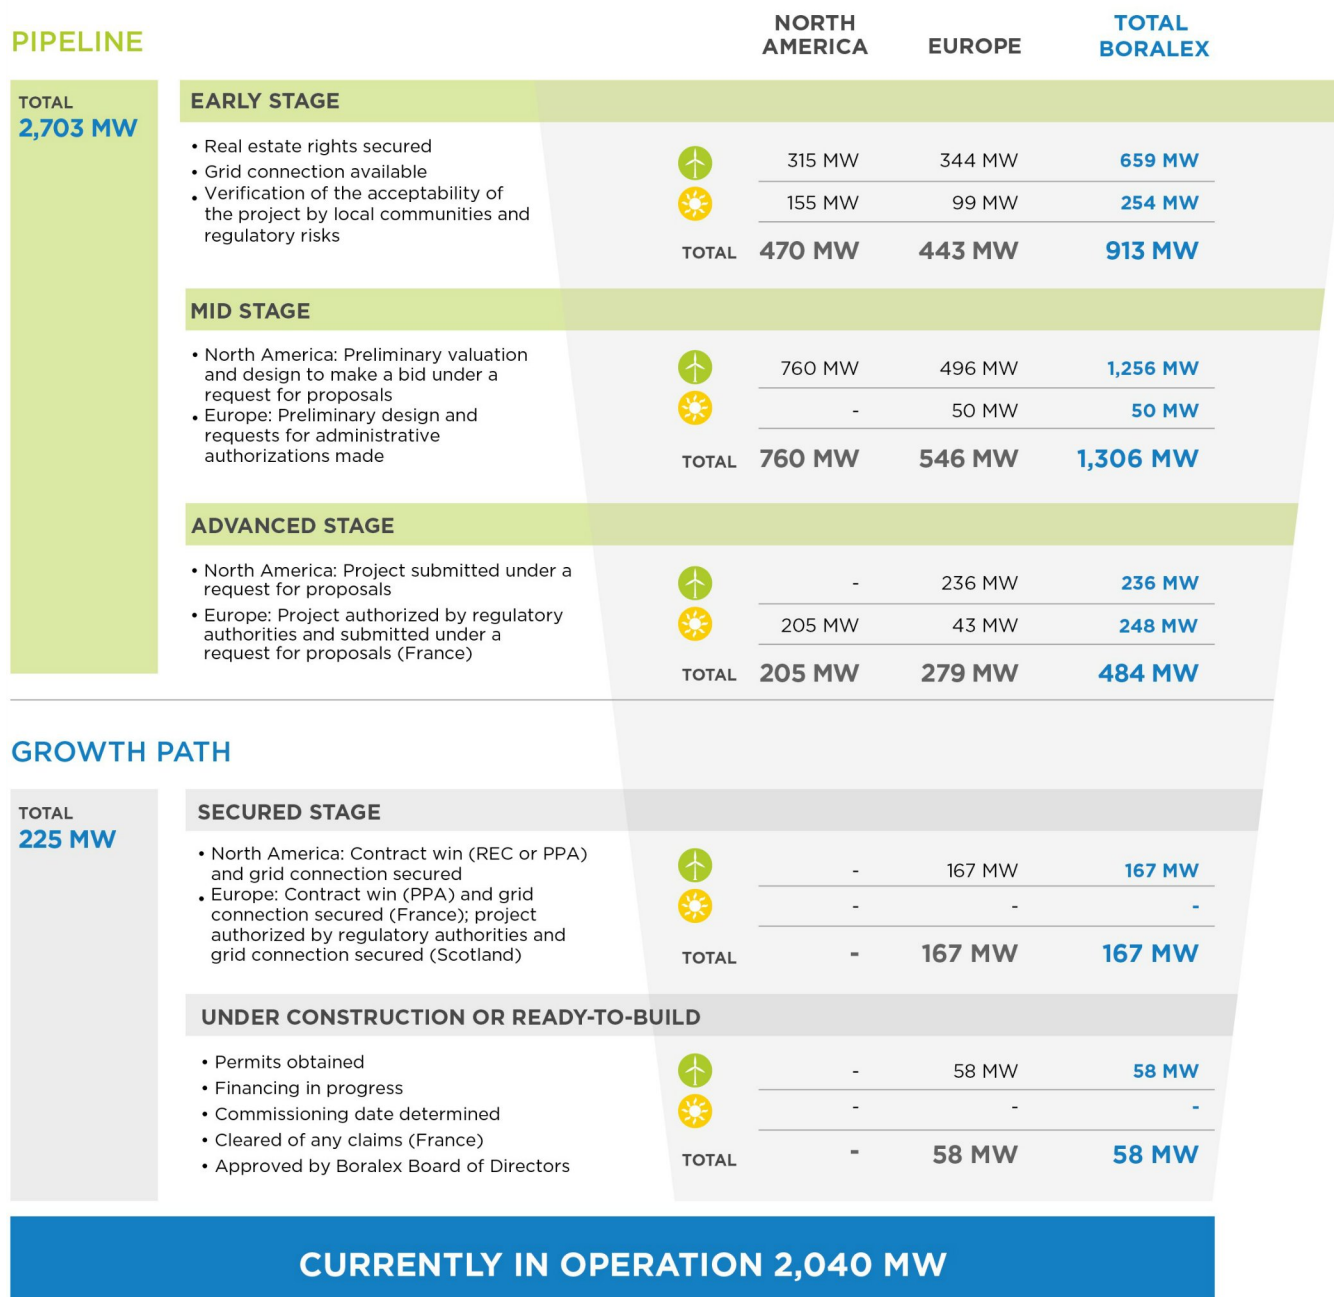 PIPELINE
NORTH
AMERICA
EUROPE
TOTAL
BORALEX
TOTAL
2,703 MW
EARLY STAGE
• Real estate rights secured
• Grid connection available
• Verification of the acceptability of
the project by local communities and
regulatory risks
315 MW 344 MW 659 MW
155 MW 99 MW 254 MW
TOTAL 470 MW 443 MW 913 MW
MID STAGE
• North America: Preliminary valuation
and design to make a bid under a
request for proposals
• Europe: Preliminary design and
requests for administrative
authorizations made
760 MW 496 MW 1,256 MW
- 50 MW 50 MW
TOTAL 760 MW 546 MW 1,306 MW
ADVANCED STAGE
• North America: Project submitted under a
request for proposals
• Europe: Project authorized by regulatory
authorities and submitted under a
request for proposals (France)
- 236 MW 236 MW
205 MW 43 MW 248 MW
TOTAL 205 MW 279 MW 484 MW
GROWTH PATH
TOTAL
225 MW
SECURED STAGE
• North America: Contract win (REC or PPA)
and grid connection secured
• Europe: Contract win (PPA) and grid
connection secured (France); project
authorized by regulatory authorities and
grid connection secured (Scotland)
- 167 MW 167 MW
- - -
TOTAL - 167 MW 167 MW
UNDER CONSTRUCTION OR READY-TO-BUILD
• Permits obtained
• Financing in progress
• Commissioning date determined
• Cleared of any claims (France)
• Approved by Boralex Board of Directors
- 58 MW 58 MW
- - -
TOTAL - 58 MW 58 MW
CURRENTLY IN OPERATION 2,040 MW